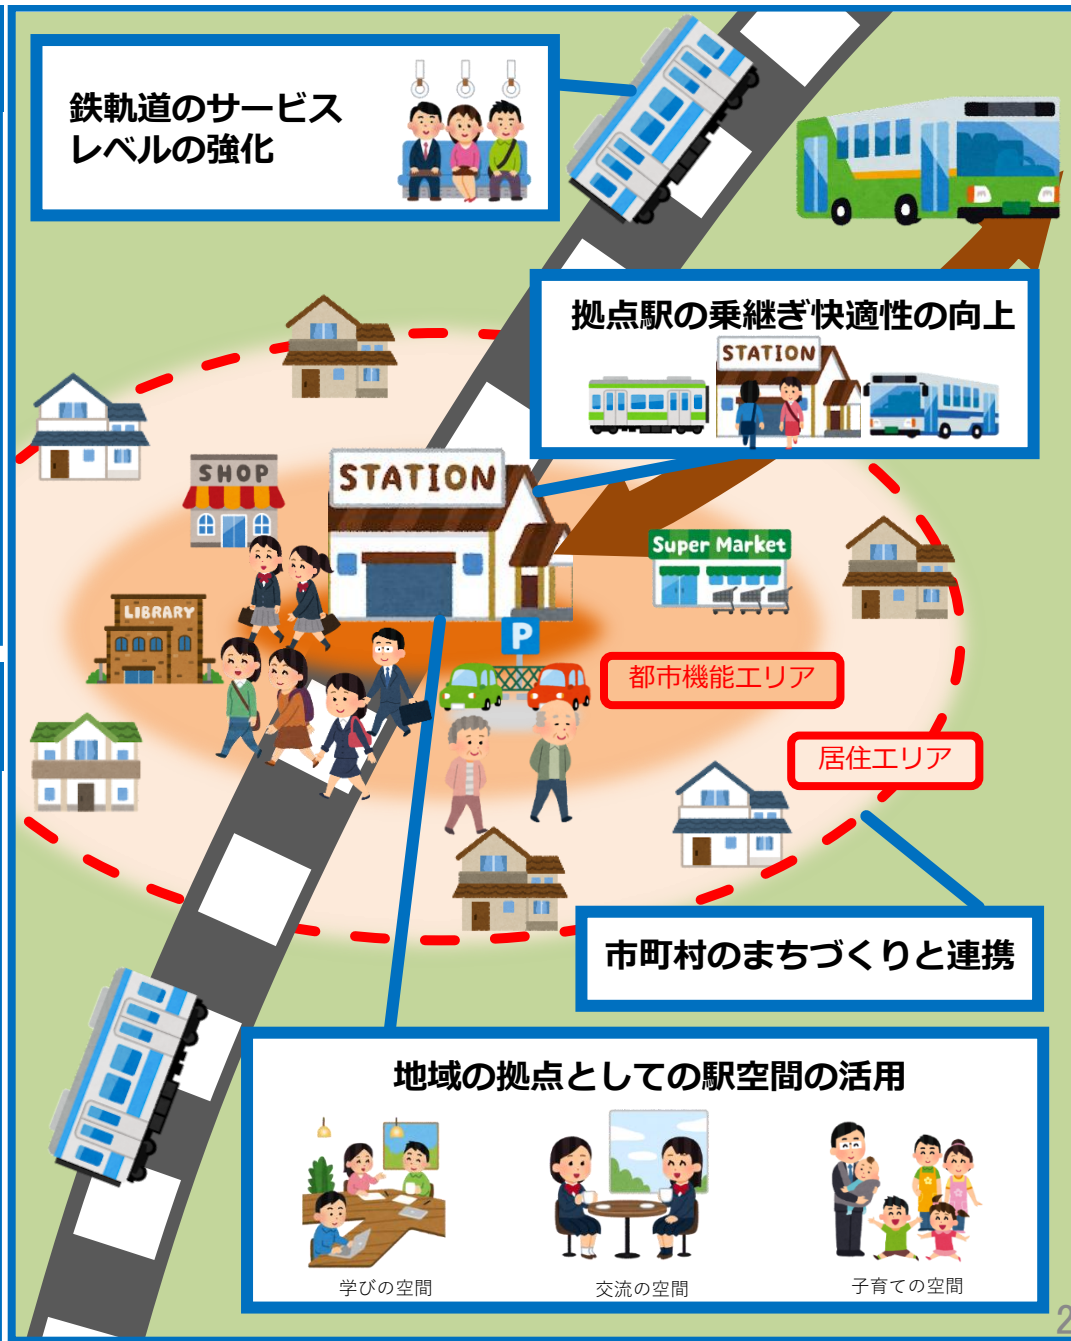 鉄軌道のサービス
レベルの強化
拠点駅の乗継ぎ快適性の向上
STATION
SHOP
STATION
Super Market
LIBRARY
P
都市機能エリア
居住エリア
市町村のまちづくりと連携
地域の拠点としての駅空間の活用
学びの空間
交流の空間
子育ての空間
2